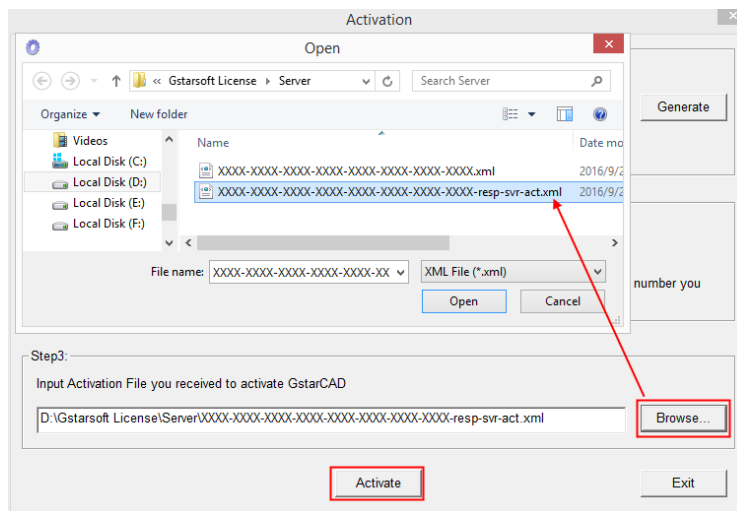 Activation
Open
« Gstarsoft License Server
Search Server
Organize
New folder
Generate
Videos
Local Disk (C:)
Local Disk (D:)
Local Disk (E:)
Local Disk (F:)
Name
Date mo
XXXX-XXXX-XXXX-XXXX-XXXX-XXXX-XXXX-XXXX.xml
2016/9/2
XXXX-XXXX-XXXX-XXXX-XXXX-XXXX-XXXX-XXXX-resp-svr-act.xml
2016/9/2
File name:
XXXX-XXXX-XXXX-XXXX-XXXX-XX
XML File (*.xml)
Open
Cancel
number you
Step3:
Input Activation File you received to activate GstarCAD
D:\Gstarsoft License\Server\XXXX-XXXX-XXXX-XXXX-XXXX-XXXX-XXXX-XXXX-resp-svr-act.xml
Browse...
Activate
Exit